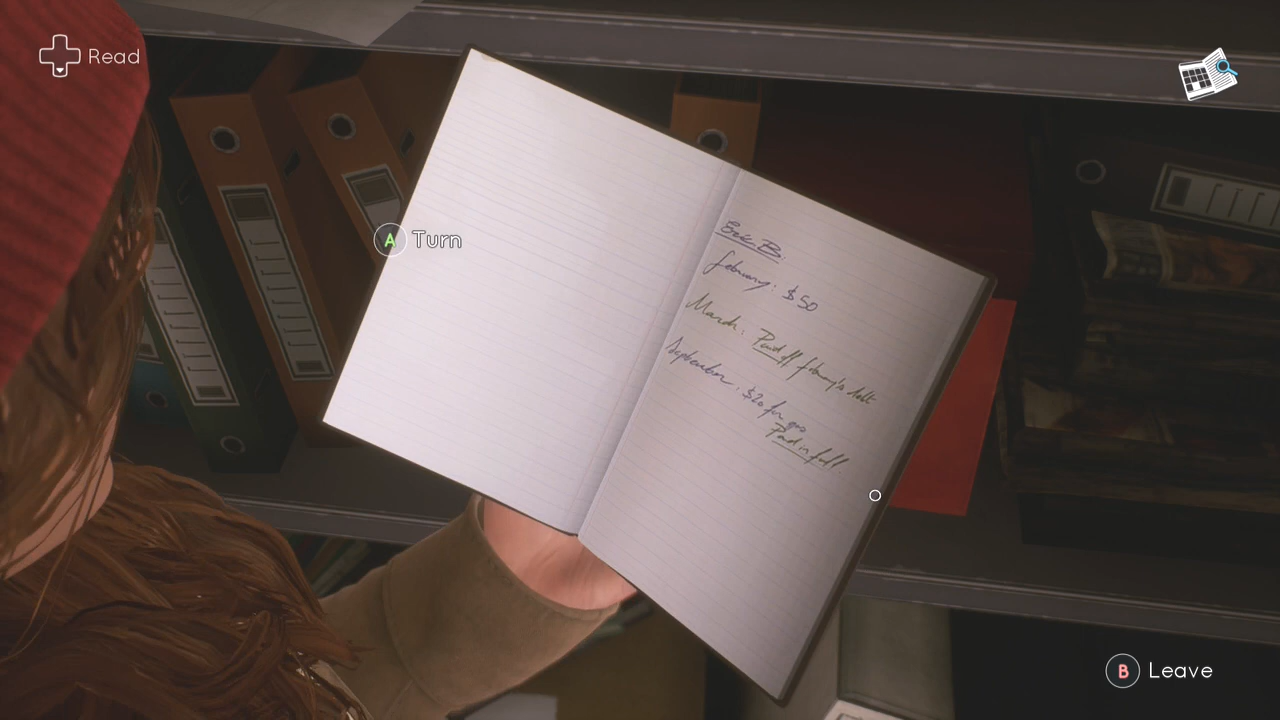 Read
A Turn
Eric B.
February: $50
March: Paid off february's debt
September: $20 for gas
Paid in full!
B Leave